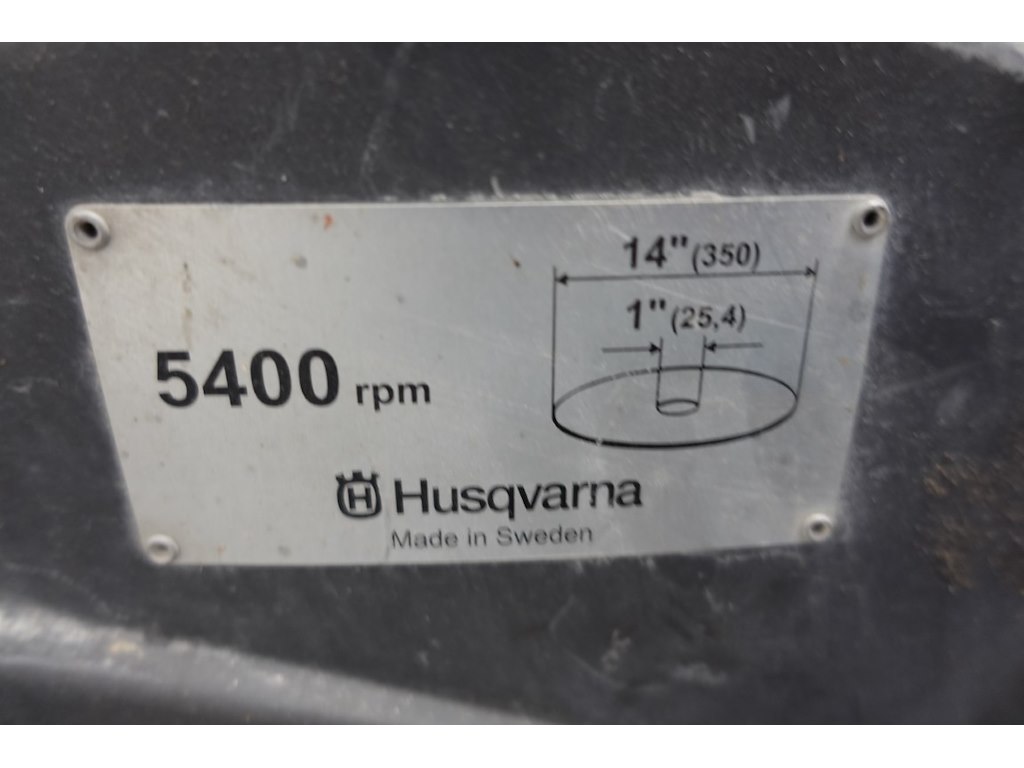 14" (350)
1" (25,4)
5400 rpm
H Husqvarna
Made in Sweden